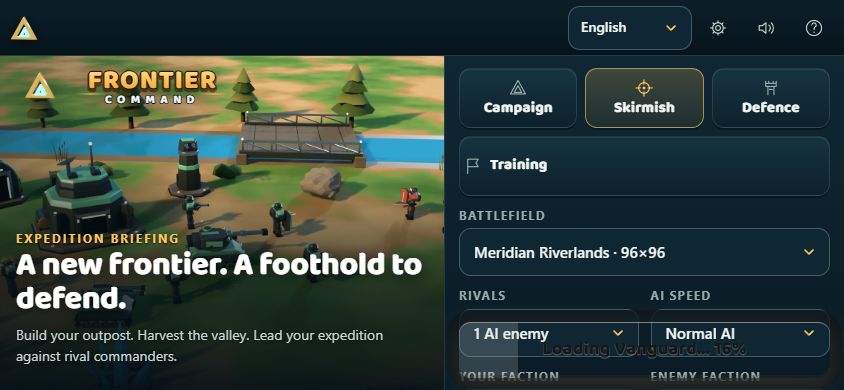 English
FRONTIER
COMMAND
EXPEDITION BRIEFING
A new frontier. A foothold to
defend.
Build your outpost. Harvest the valley. Lead your expedition
against rival commanders.
Campaign
Skirmish
Defence
Training
BATTLEFIELD
Meridian Riverlands · 96×96
RIVALS
AI SPEED
1 AI enemy
Normal AI
Loading Vanguard... 16%
YOUR FACTION
ENEMY FACTION